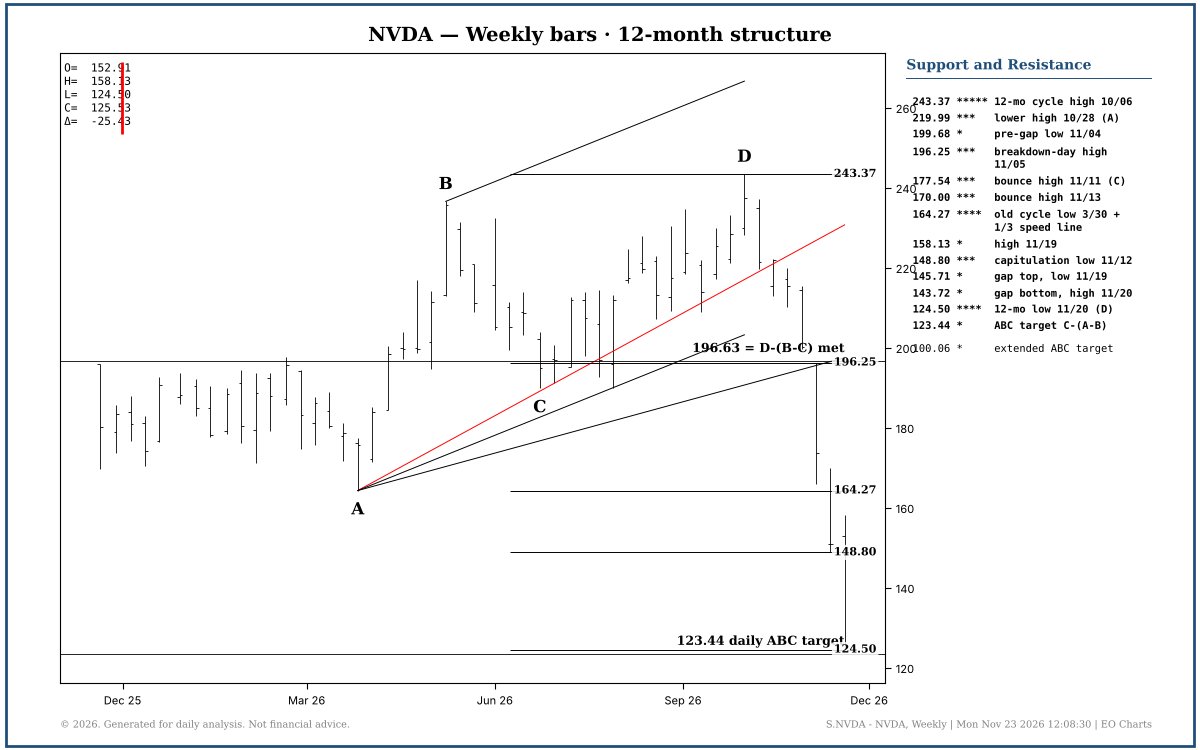 NVDA — Weekly bars · 12-month structure
O= 152.91
H= 158.13
L= 124.50
C= 125.53
Δ= -25.43
Support and Resistance
243.37 ***** 12-mo cycle high 10/06
219.99 *** lower high 10/28 (A)
199.68 * pre-gap low 11/04
196.25 *** breakdown-day high
11/05
177.54 *** bounce high 11/11 (C)
170.00 *** bounce high 11/13
164.27 **** old cycle low 3/30 +
1/3 speed line
158.13 * high 11/19
148.80 *** capitulation low 11/12
145.71 * gap top, low 11/19
143.72 * gap bottom, high 11/20
124.50 **** 12-mo low 11/20 (D)
123.44 * ABC target C-(A-B)
100.06 * extended ABC target
260
240
220
200
180
160
140
120
B
D
243.37
196.63 = D-(B-C) met
196.25
C
A
164.27
148.80
123.44 daily ABC target
124.50
Dec 25
Mar 26
Jun 26
Sep 26
Dec 26
© 2026. Generated for daily analysis. Not financial advice.
S.NVDA - NVDA, Weekly | Mon Nov 23 2026 12:08:30 | EO Charts